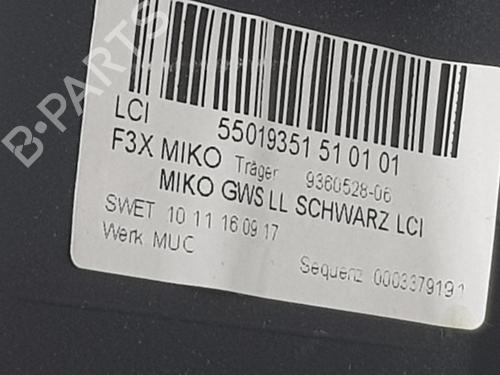 B-PARTS
55019351 51 01 01
LCI
F3X MIKO Träger 9360528-06
MIKO GWS LL SCHWARZ LCI
SWET 10 11 16 09 17
Werk MUC
Sequenz 0003379191